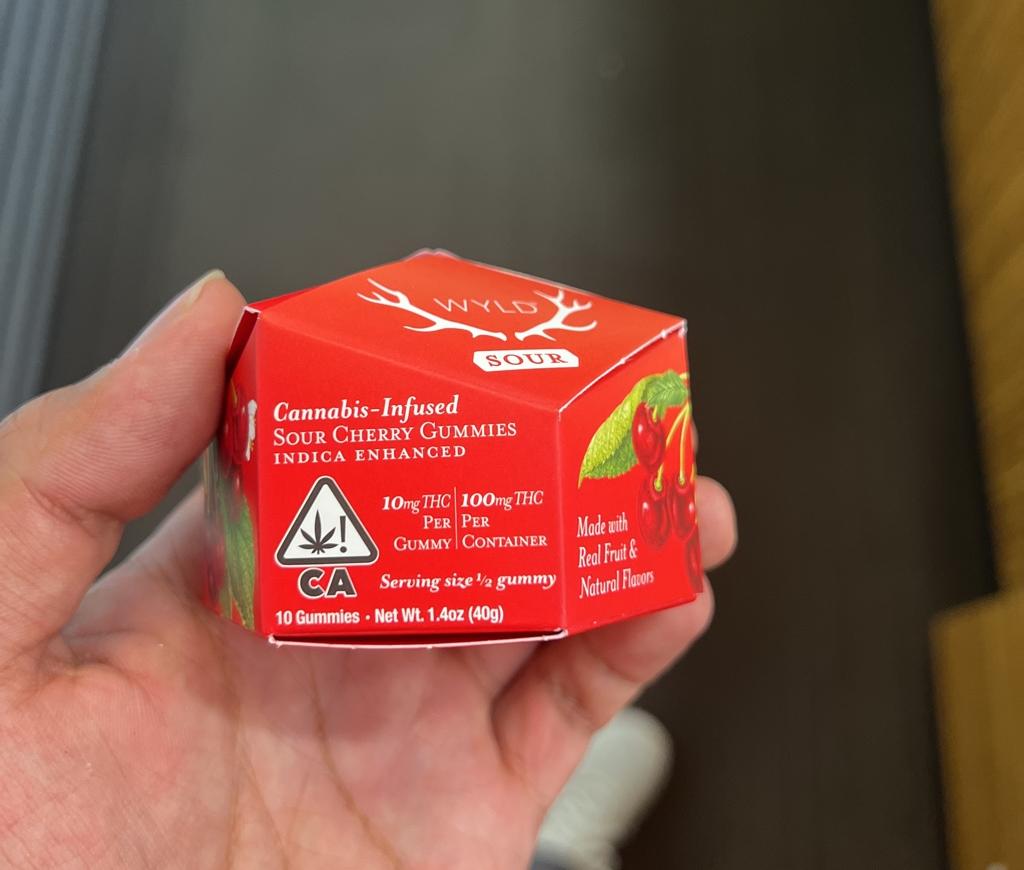 WYLD
SOUR
Cannabis-Infused
SOUR CHERRY GUMMIES
INDICA ENHANCED
10mg THC
PER
GUMMY
100mg THC
PER
CONTAINER
!
CA
Serving size ½ gummy
10 Gummies • Net Wt. 1.4oz (40g)
Made with
Real Fruit &
Natural Flavors